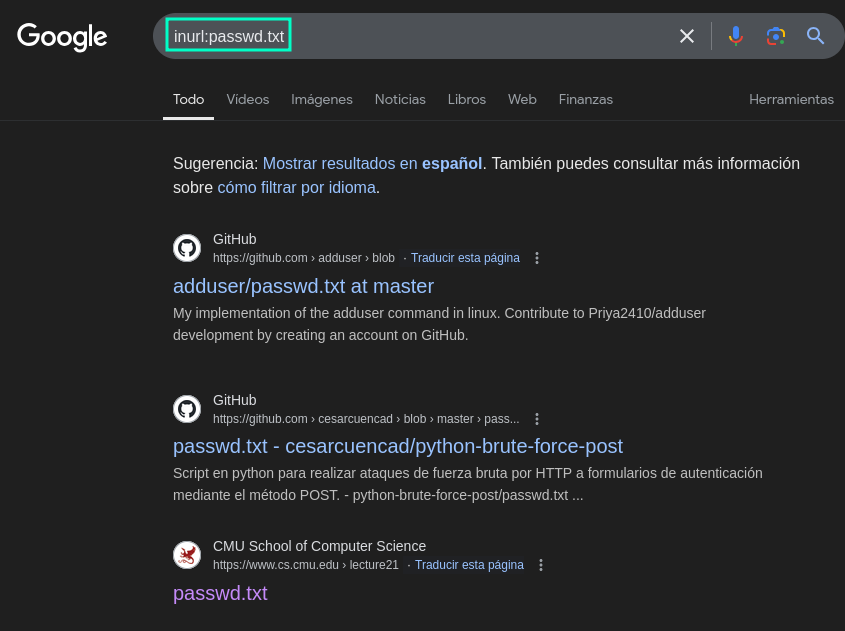 Google
inurl:passwd.txt
Todo Vídeos Imágenes Noticias Libros Web Finanzas Herramientas
Sugerencia: Mostrar resultados en español. También puedes consultar más información
sobre cómo filtrar por idioma.
GitHub
https://github.com › adduser › blob · Traducir esta página
adduser/passwd.txt at master
My implementation of the adduser command in linux. Contribute to Priya2410/adduser
development by creating an account on GitHub.
GitHub
https://github.com › cesarcuencad › blob › master › pass...
passwd.txt - cesarcuencad/python-brute-force-post
Script en python para realizar ataques de fuerza bruta por HTTP a formularios de autenticación
mediante el método POST. - python-brute-force-post/passwd.txt ...
CMU School of Computer Science
https://www.cs.cmu.edu › lecture21 · Traducir esta página
passwd.txt